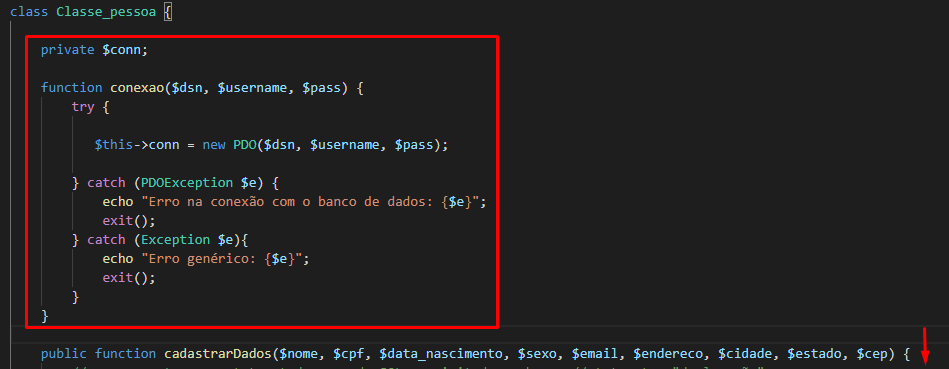 class Classe_pessoa {
private $conn;
function conexao($dsn, $username, $pass) {
try {
$this->conn = new PDO($dsn, $username, $pass);
} catch (PDOException $e) {
echo "Erro na conexão com o banco de dados: {$e}";
exit();
} catch (Exception $e){
echo "Erro genérico: {$e}";
exit();
}
}
public function cadastrarDados($nome, $cpf, $data_nascimento, $sexo, $email, $endereco, $cidade, $estado, $cep) {